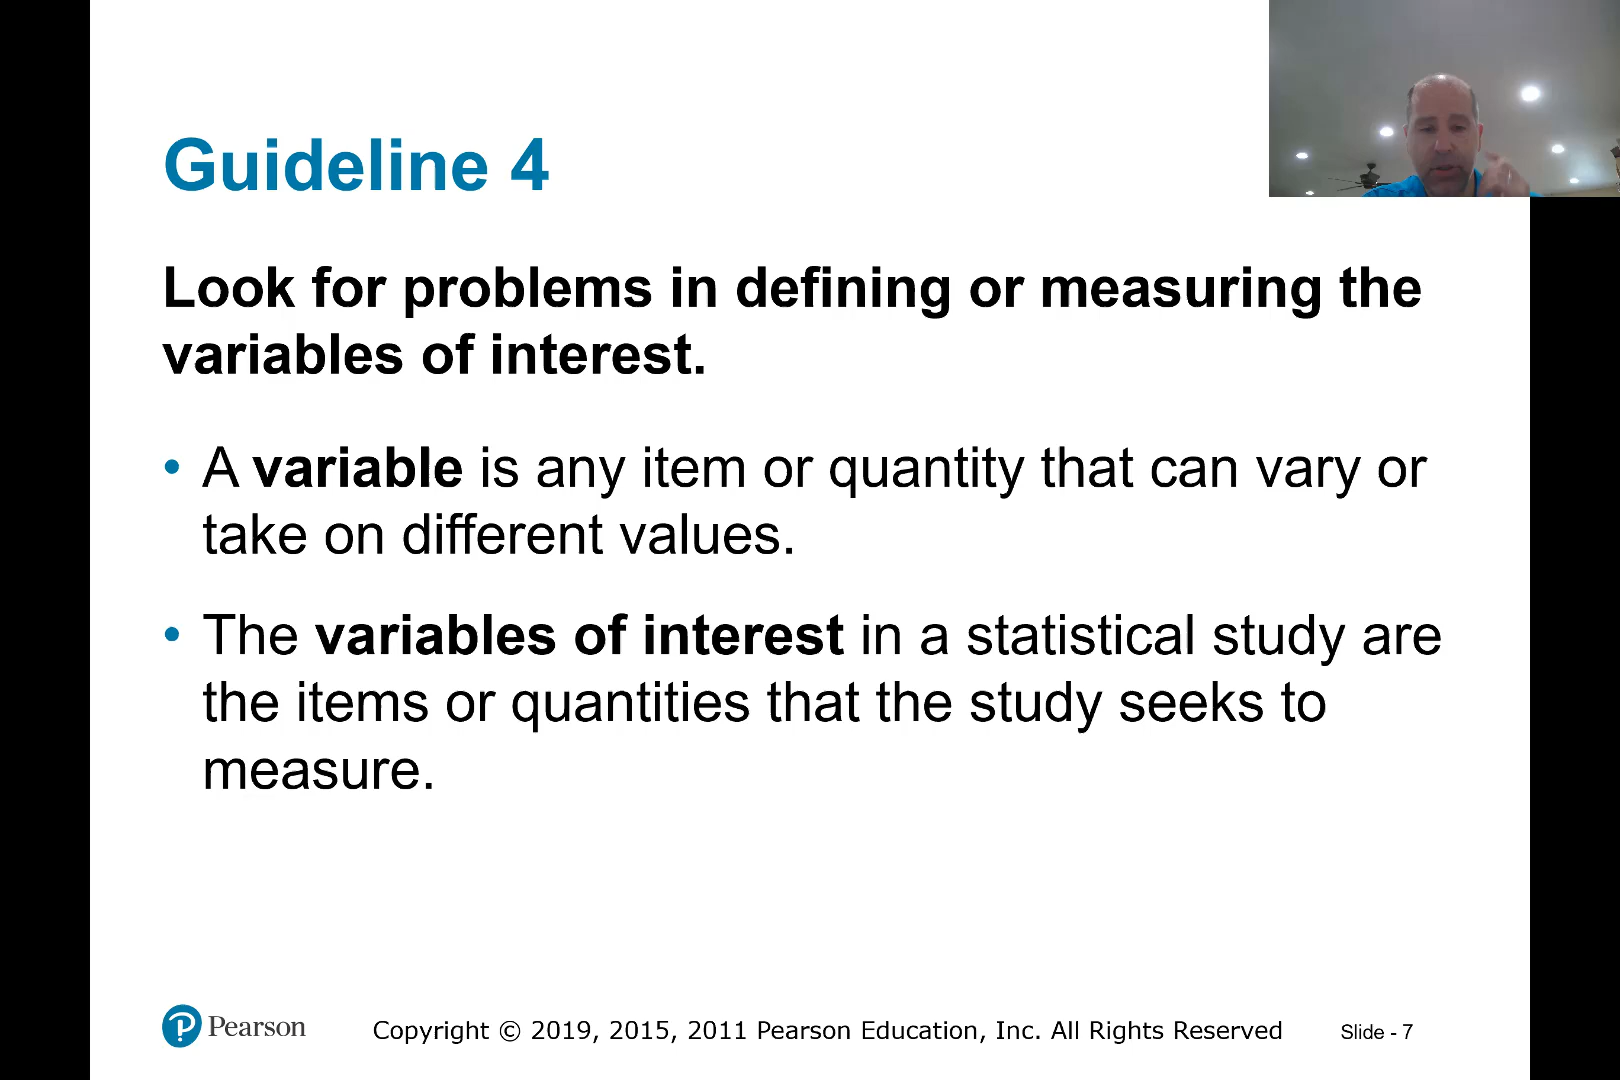 Guideline 4
Look for problems in defining or measuring the
variables of interest.
• A variable is any item or quantity that can vary or
take on different values.
• The variables of interest in a statistical study are
the items or quantities that the study seeks to
measure.
Pearson
Copyright © 2019, 2015, 2011 Pearson Education, Inc. All Rights Reserved
Slide - 7